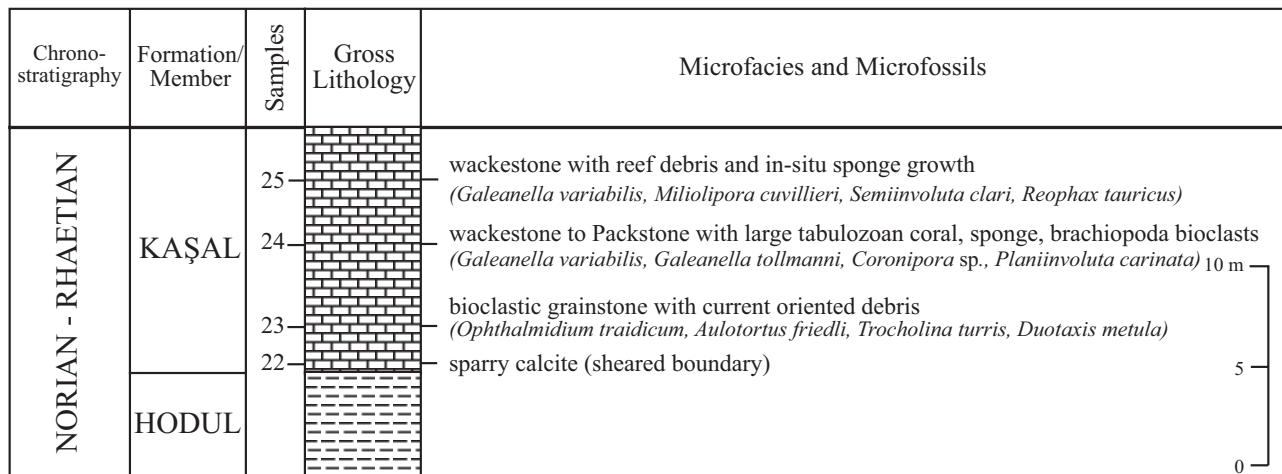 Chrono-
stratigraphy
Formation/
Member
Samples
Gross
Lithology
Microfacies and Microfossils
NORIAN - RHAETIAN
KAŞAL
HODUL
25
wackestone with reef debris and in-situ sponge growth
(Galeanella variabilis, Miliolipora cuvillieri, Semiinvoluta clari, Reophax tauricus)
24
wackestone to Packstone with large tabulozoan coral, sponge, brachiopoda bioclasts
(Galeanella variabilis, Galeanella tollmanni, Coronipora sp., Planiinvoluta carinata)
10 m
23
bioclastic grainstone with current oriented debris
(Ophthalmidium traidicum, Aulotortus friedli, Trocholina turris, Duotaxis metula)
22
sparry calcite (sheared boundary)
5
0